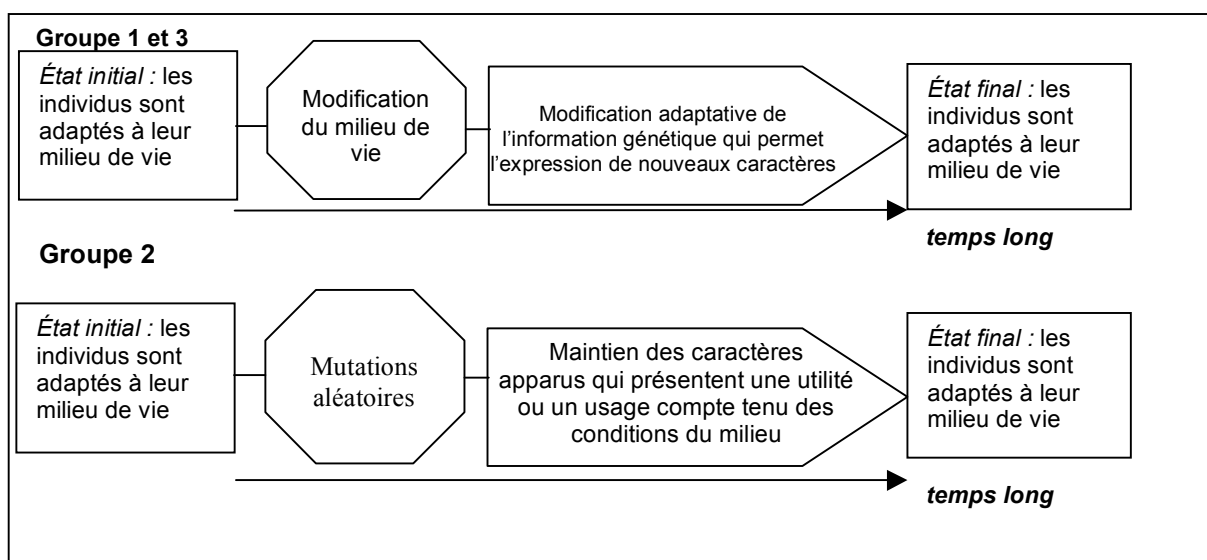 Groupe 1 et 3
État initial : les
individus sont
adaptés à leur
milieu de vie
Modification
du milieu de
vie
Modification adaptative de
l'information génétique qui permet
l'expression de nouveaux caractères
État final : les
individus sont
adaptés à leur
milieu de vie
temps long
Groupe 2
État initial : les
individus sont
adaptés à leur
milieu de vie
Mutations
aléatoires
Maintien des caractères
apparus qui présentent une utilité
ou un usage compte tenu des
conditions du milieu
État final : les
individus sont
adaptés à leur
milieu de vie
temps long